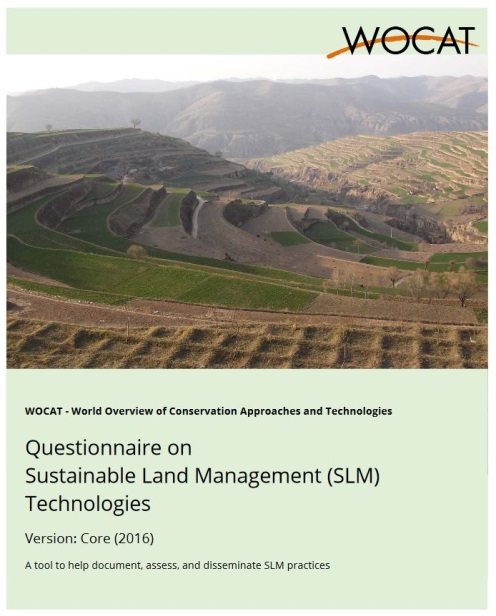 WOCAT
WOCAT - World Overview of Conservation Approaches and Technologies
Questionnaire on
Sustainable Land Management (SLM)
Technologies
Version: Core (2016)
A tool to help document, assess, and disseminate SLM practices